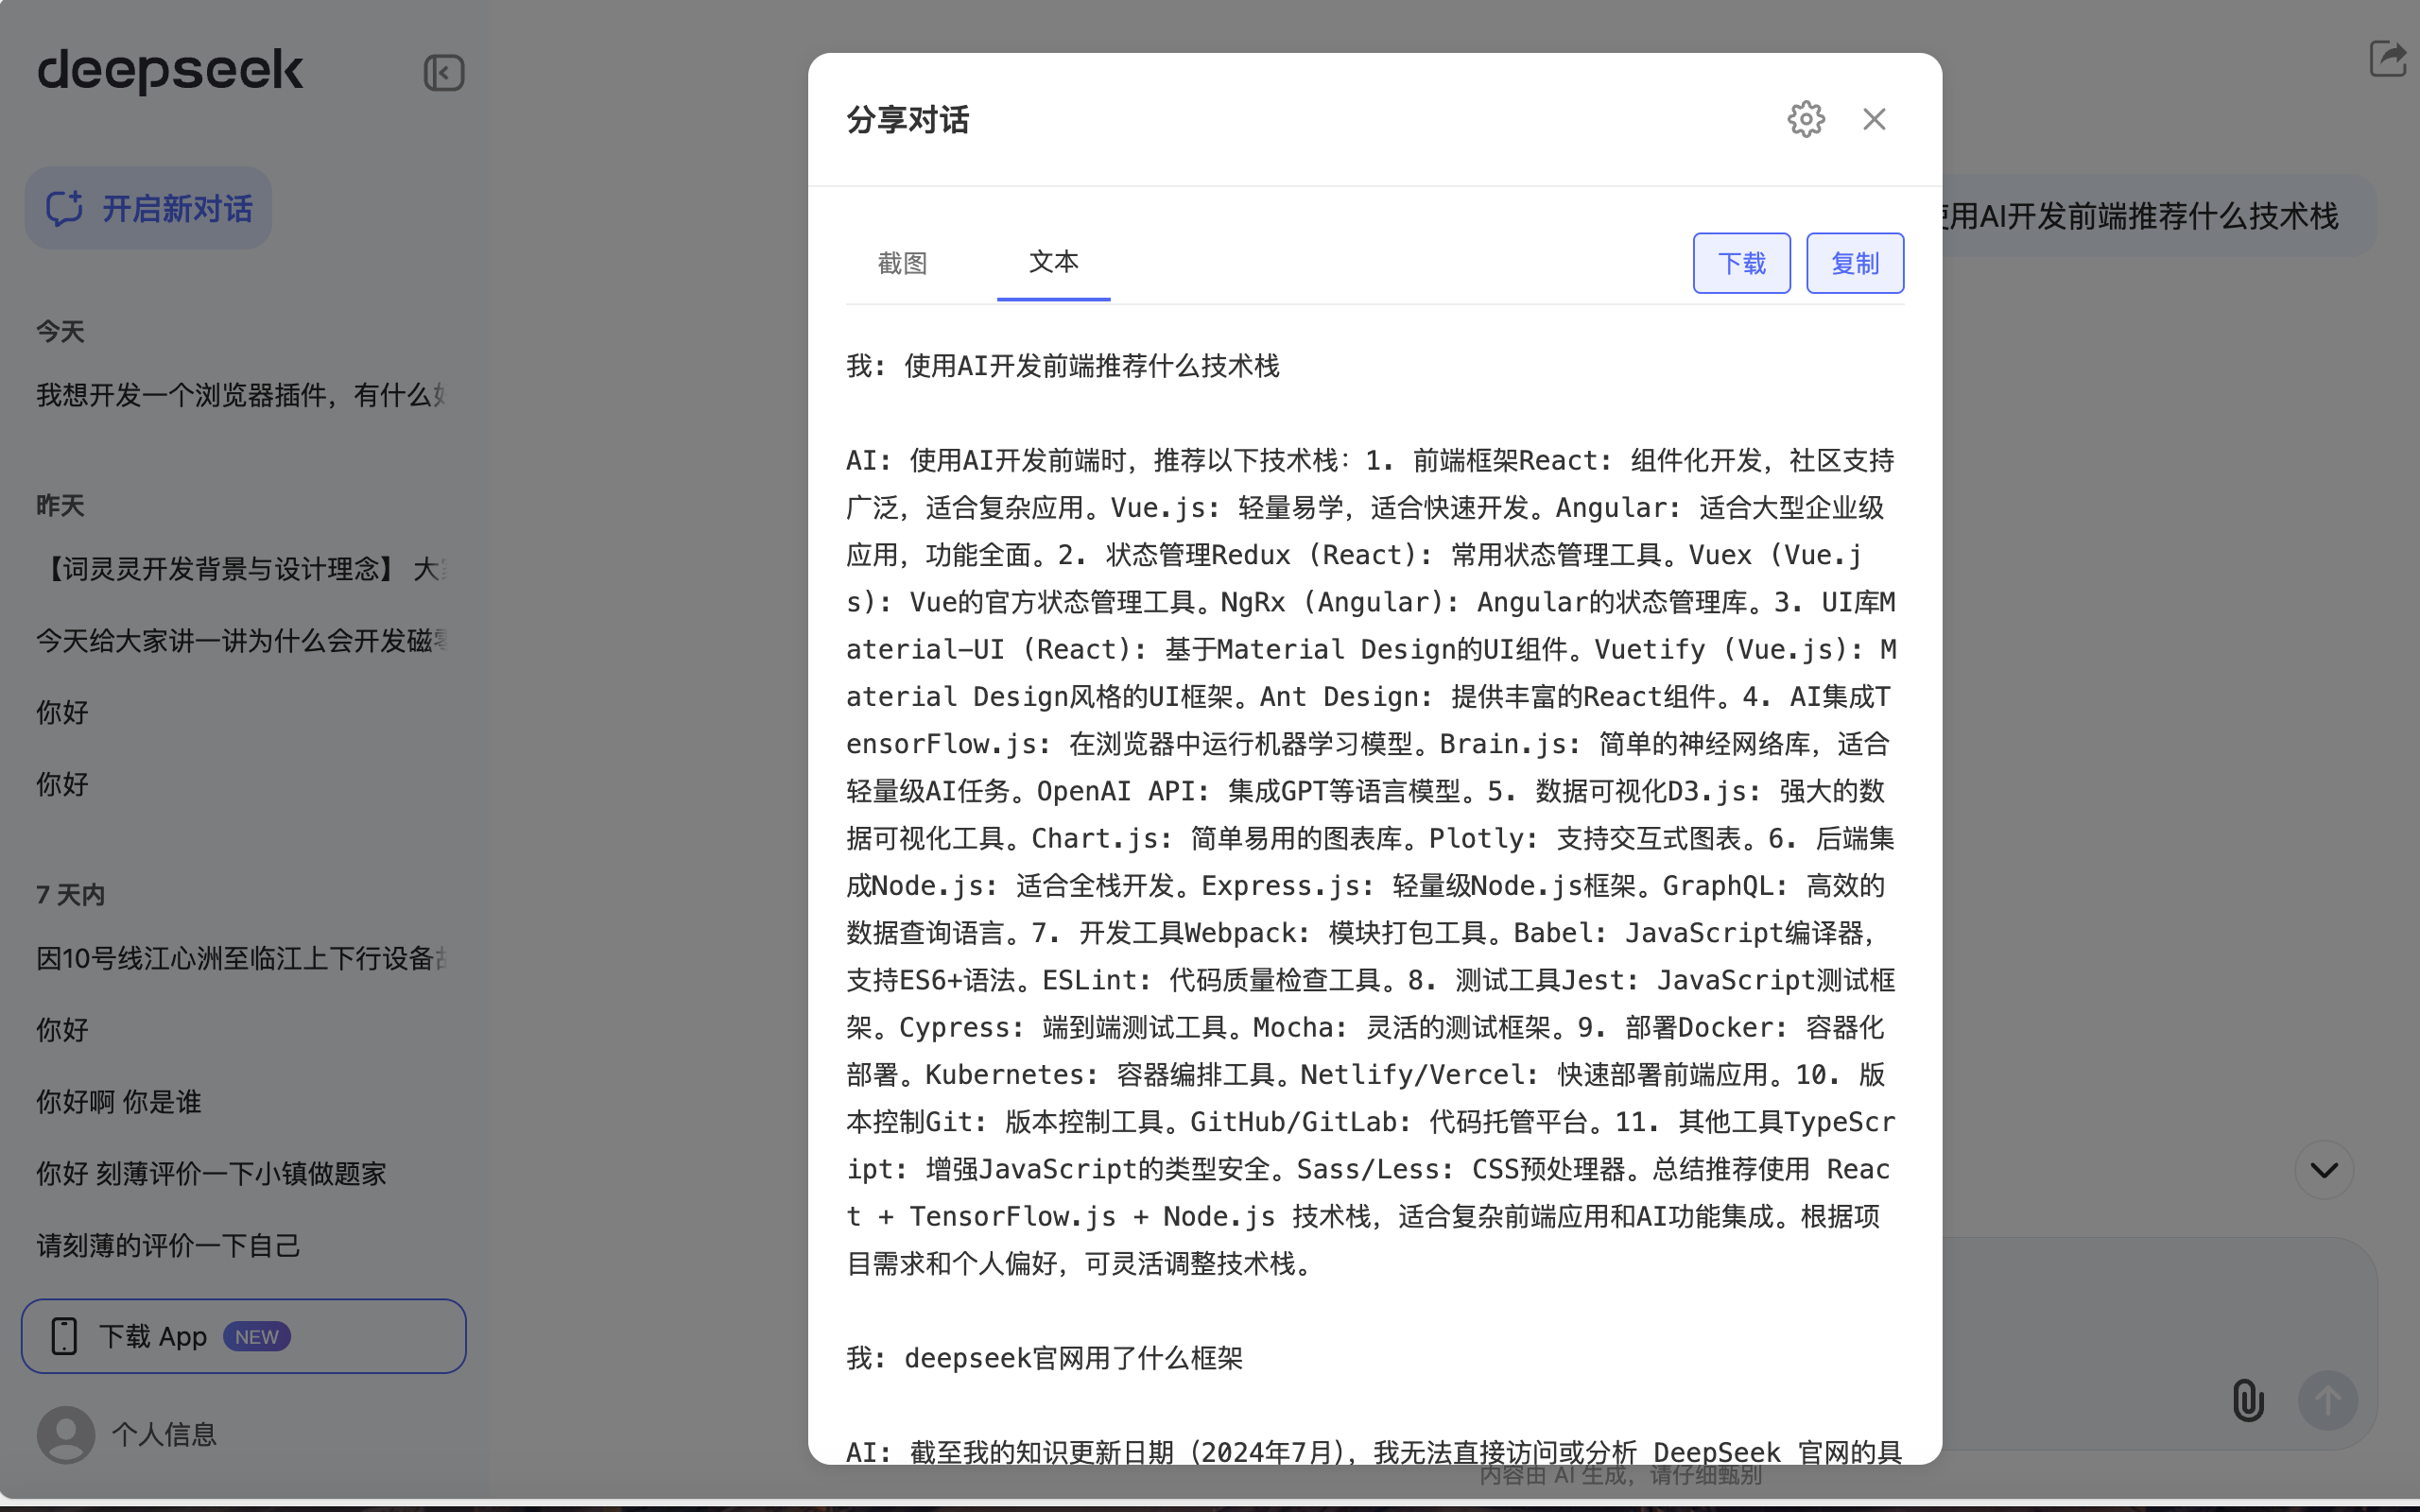 deepseek
开启新对话
今天
我想开发一个浏览器插件，有什么
昨天
【词灵灵开发背景与设计理念】 大
今天给大家讲一讲为什么会开发磁
你好
你好
7 天内
因10号线江心洲至临江上下行设备
你好
你好啊 你是谁
你好 刻薄评价一下小镇做题家
请刻薄的评价一下自己
下载 App NEW
个人信息
使用AI开发前端推荐什么技术栈
分享对话
截图 文本 下载 复制
我: 使用AI开发前端推荐什么技术栈
AI: 使用AI开发前端时，推荐以下技术栈：1. 前端框架React: 组件化开发，社区支持
广泛，适合复杂应用。Vue.js: 轻量易学，适合快速开发。Angular: 适合大型企业级
应用，功能全面。2. 状态管理Redux (React): 常用状态管理工具。Vuex (Vue.j
s): Vue的官方状态管理工具。NgRx (Angular): Angular的状态管理库。3. UI库M
aterial-UI (React): 基于Material Design的UI组件。Vuetify (Vue.js): M
aterial Design风格的UI框架。Ant Design: 提供丰富的React组件。4. AI集成T
ensorFlow.js: 在浏览器中运行机器学习模型。Brain.js: 简单的神经网络库，适合
轻量级AI任务。OpenAI API: 集成GPT等语言模型。5. 数据可视化D3.js: 强大的数
据可视化工具。Chart.js: 简单易用的图表库。Plotly: 支持交互式图表。6. 后端集
成Node.js: 适合全栈开发。Express.js: 轻量级Node.js框架。GraphQL: 高效的
数据查询语言。7. 开发工具Webpack: 模块打包工具。Babel: JavaScript编译器，
支持ES6+语法。ESLint: 代码质量检查工具。8. 测试工具Jest: JavaScript测试框
架。Cypress: 端到端测试工具。Mocha: 灵活的测试框架。9. 部署Docker: 容器化
部署。Kubernetes: 容器编排工具。Netlify/Vercel: 快速部署前端应用。10. 版
本控制Git: 版本控制工具。GitHub/GitLab: 代码托管平台。11. 其他工具TypeScr
ipt: 增强JavaScript的类型安全。Sass/Less: CSS预处理器。总结推荐使用 Reac
t + TensorFlow.js + Node.js 技术栈，适合复杂前端应用和AI功能集成。根据项
目需求和个人偏好，可灵活调整技术栈。
我: deepseek官网用了什么框架
AI: 截至我的知识更新日期（2024年7月），我无法直接访问或分析 DeepSeek 官网的具
内容由 AI 生成，请仔细甄别